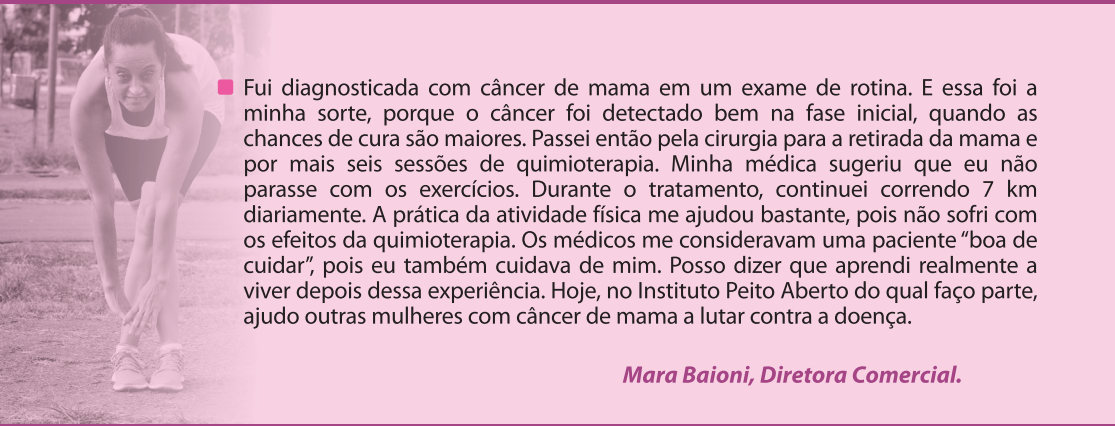 Fui diagnosticada com câncer de mama em um exame de rotina. E essa foi a
minha sorte, porque o câncer foi detectado bem na fase inicial, quando as
chances de cura são maiores. Passei então pela cirurgia para a retirada da mama e
por mais seis sessões de quimioterapia. Minha médica sugeriu que eu não
parasse com os exercícios. Durante o tratamento, continuei correndo 7 km
diariamente. A prática da atividade física me ajudou bastante, pois não sofri com
os efeitos da quimioterapia. Os médicos me consideravam uma paciente “boa de
cuidar”, pois eu também cuidava de mim. Posso dizer que aprendi realmente a
viver depois dessa experiência. Hoje, no Instituto Peito Aberto do qual faço parte,
ajudo outras mulheres com câncer de mama a lutar contra a doença.
Mara Baioni, Diretora Comercial.